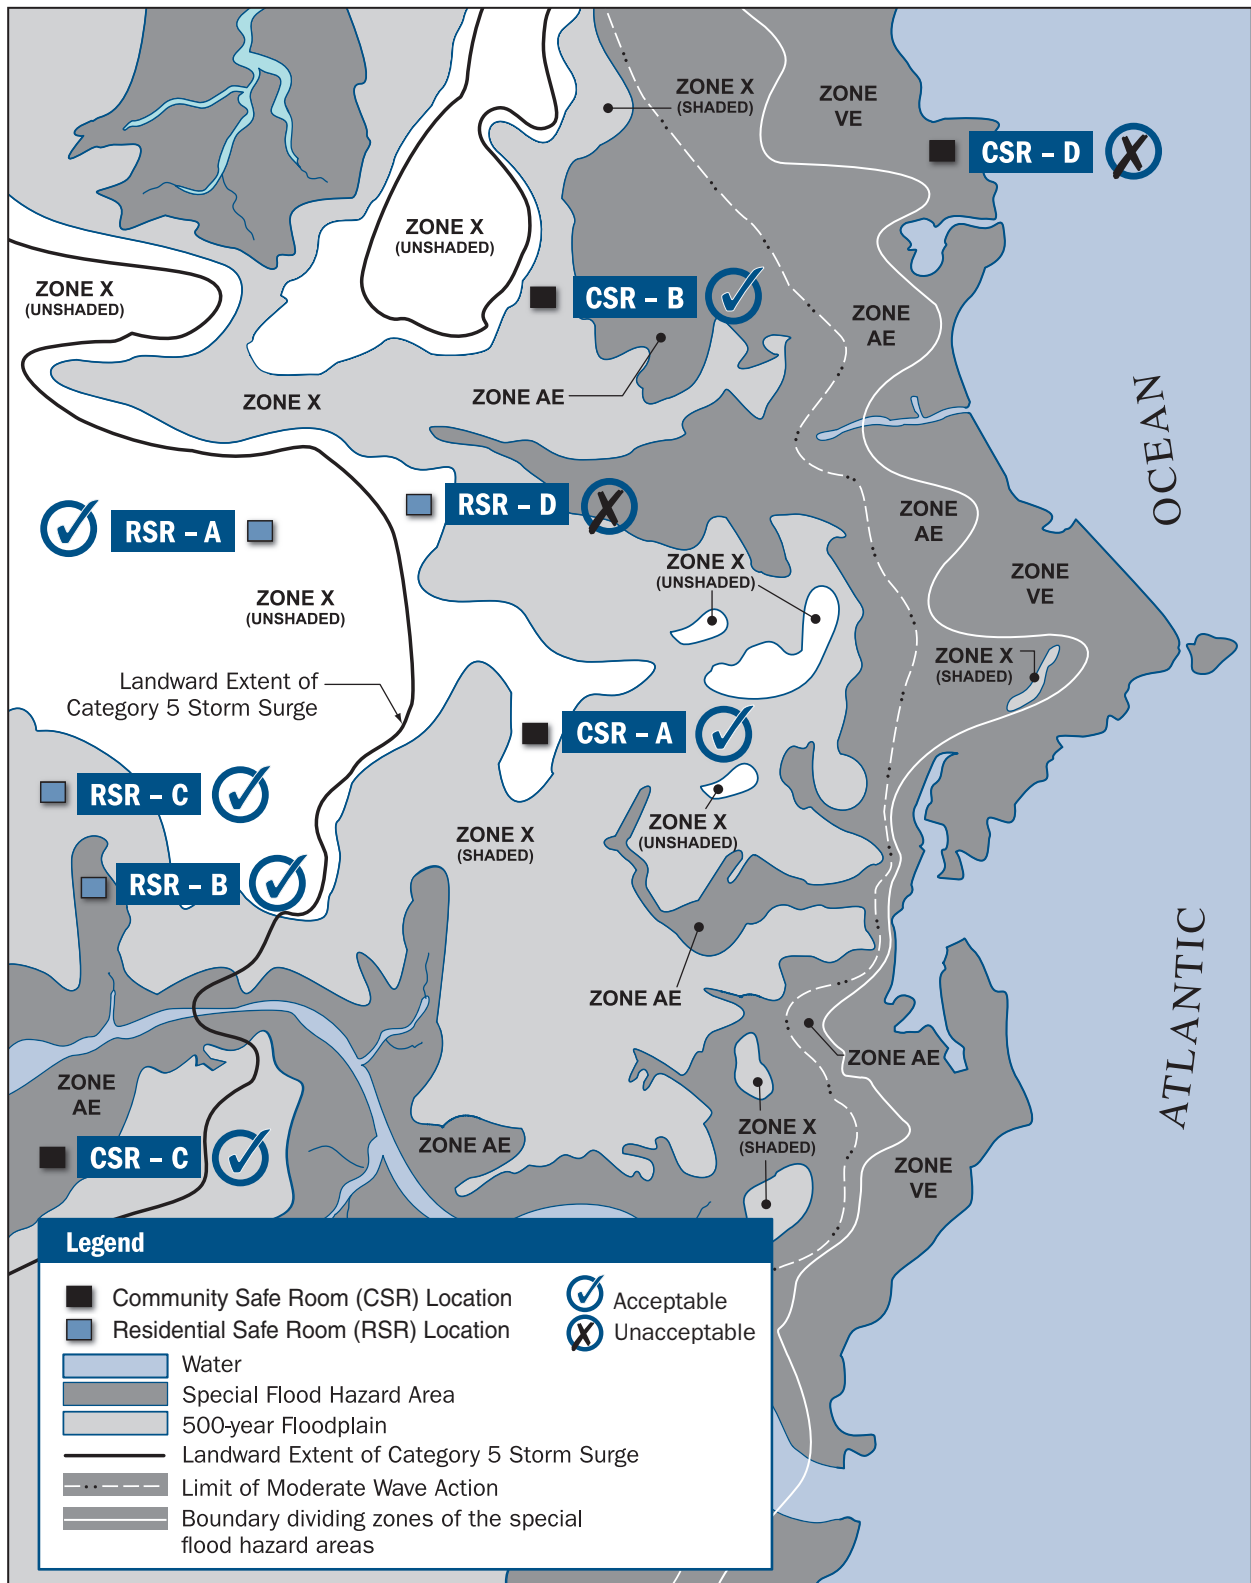 ZONE X
(SHADED)
ZONE
VE
CSR – D
ZONE X
(UNSHADED)
ZONE X
(UNSHADED)
CSR – B
ZONE
AE
ZONE AE
ZONE X
OCEAN
RSR – D
RSR – A
ZONE
AE
ZONE X
(UNSHADED)
ZONE
VE
ZONE X
(UNSHADED)
ZONE X
(SHADED)
Landward Extent of
Category 5 Storm Surge
CSR – A
RSR – C
ZONE X
(SHADED)
ZONE X
(UNSHADED)
RSR – B
ATLANTIC
ZONE AE
ZONE AE
ZONE
AE
ZONE AE
ZONE X
(SHADED)
CSR – C
ZONE
VE
Legend
Community Safe Room (CSR) Location
Acceptable
Residential Safe Room (RSR) Location
Unacceptable
Water
Special Flood Hazard Area
500-year Floodplain
Landward Extent of Category 5 Storm Surge
Limit of Moderate Wave Action
Boundary dividing zones of the special
flood hazard areas